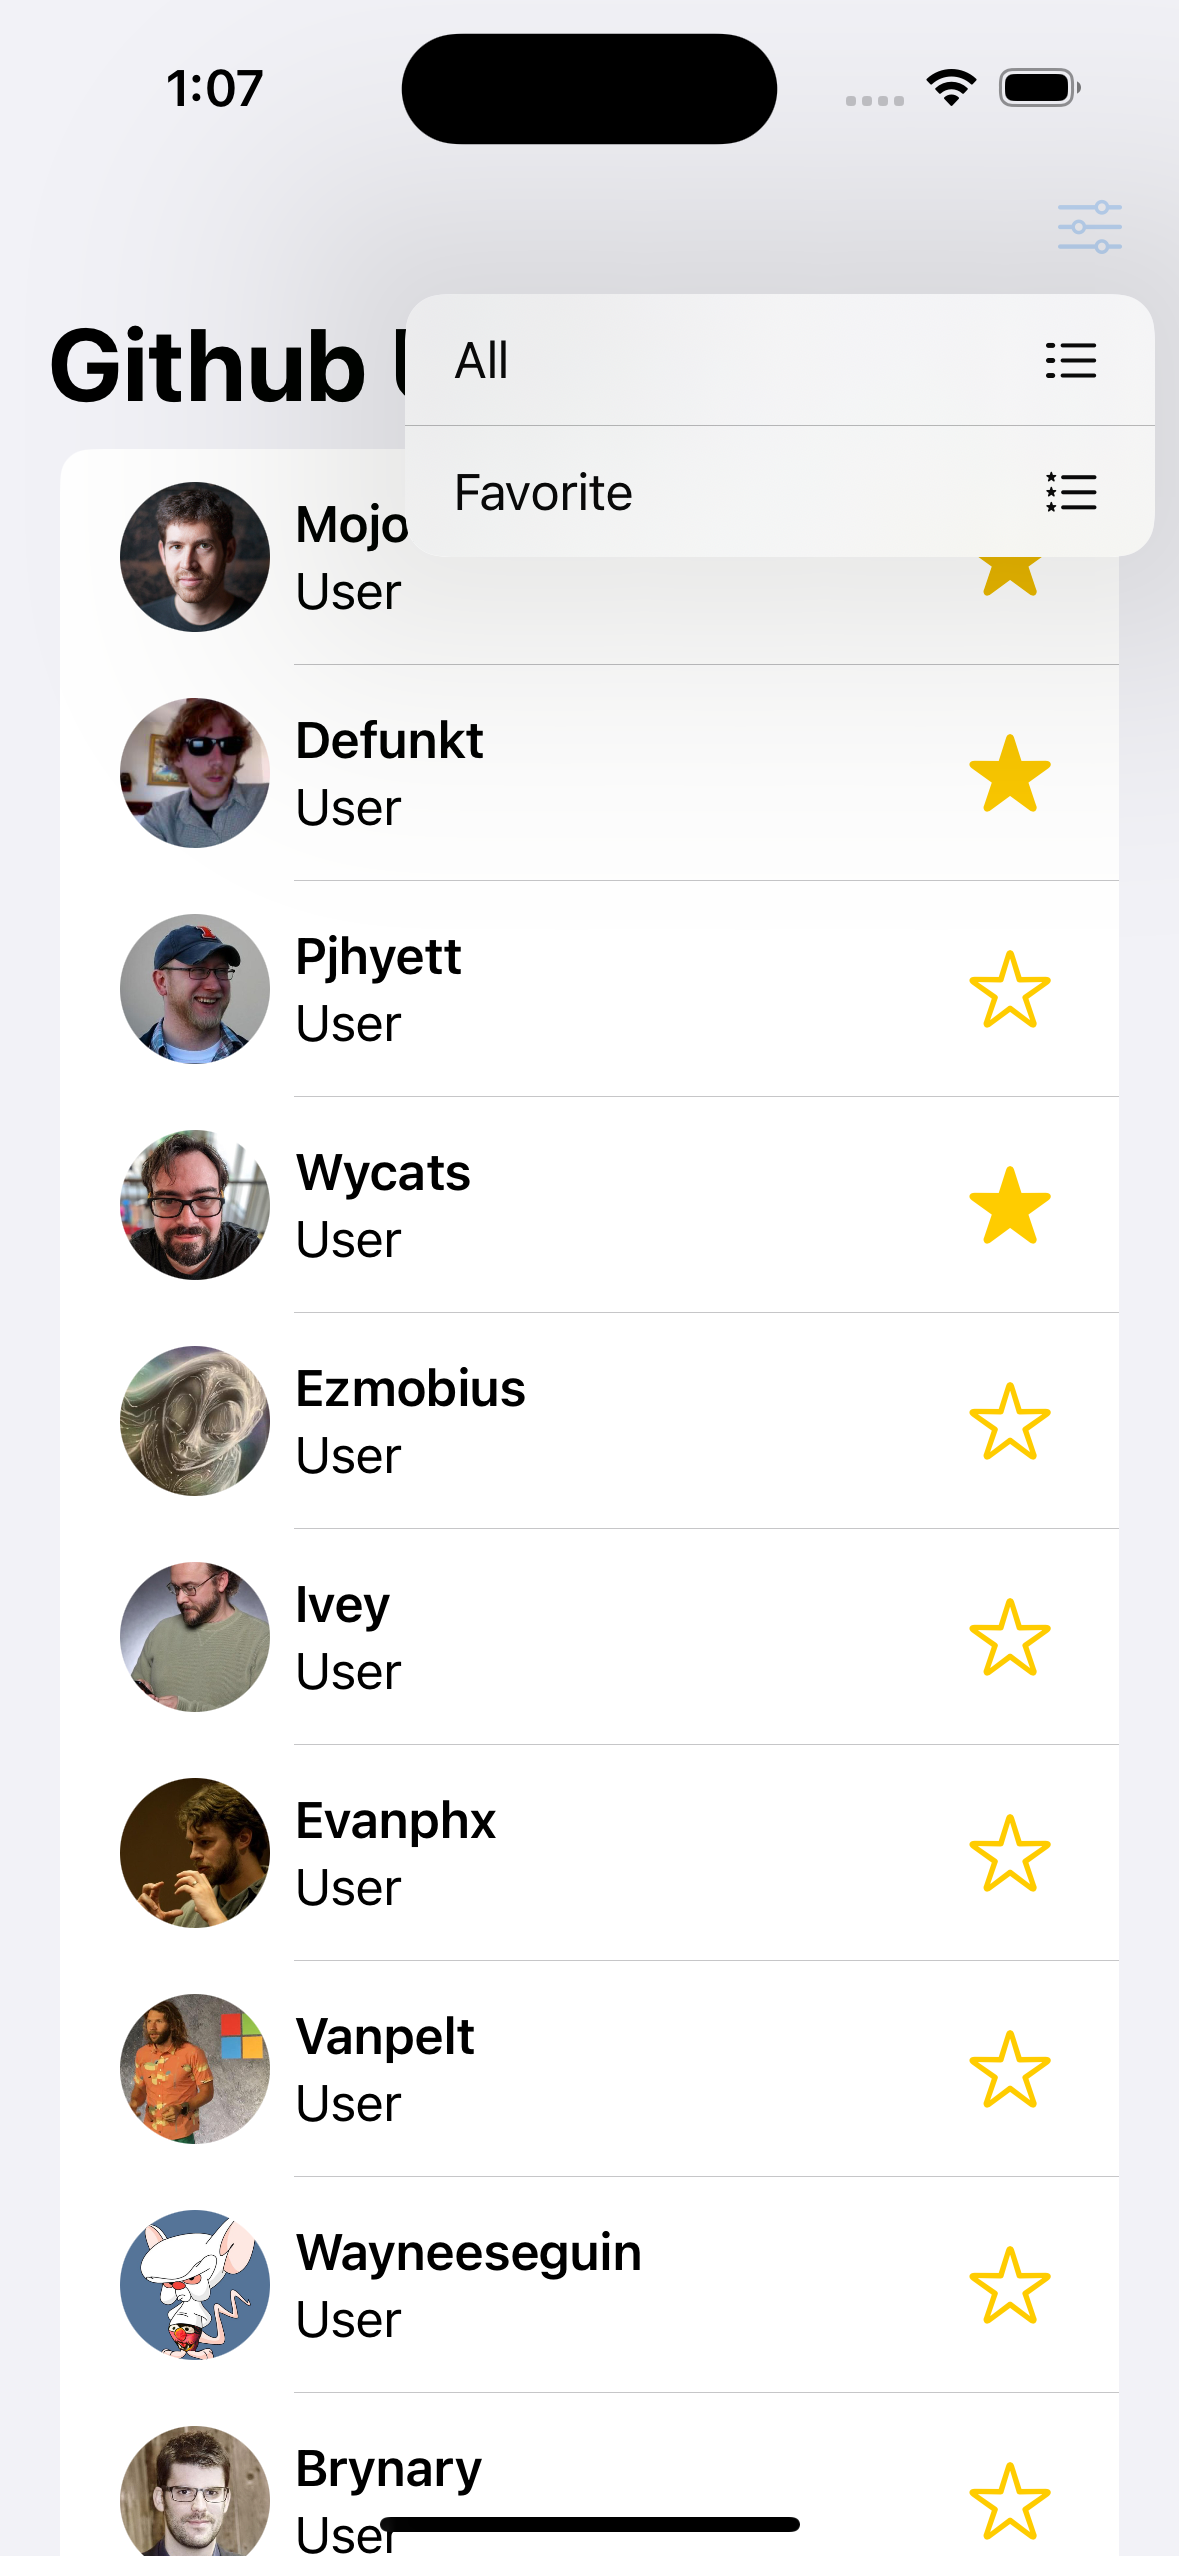 1:07
All
Github
Favorite
Mojo
User
Defunkt
User
Pjhyett
User
Wycats
User
Ezmobius
User
Ivey
User
Evanphx
User
Vanpelt
User
Wayneeseguin
User
Brynary
User